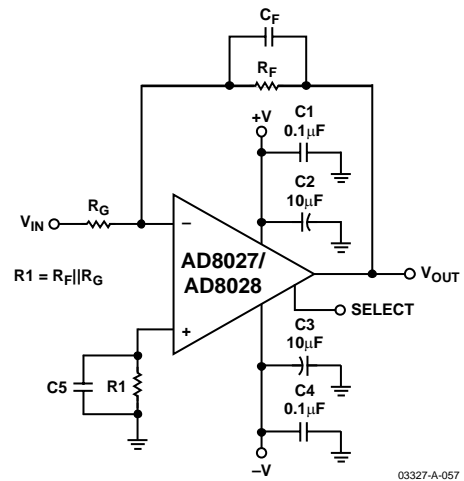 CF
RF
+V
C1
0.1μF
C2
10μF
RG
VIN
−
AD8027/
AD8028
VOUT
R1 = RF||RG
SELECT
+
C3
10μF
C5
R1
C4
0.1μF
−V
03327-A-057